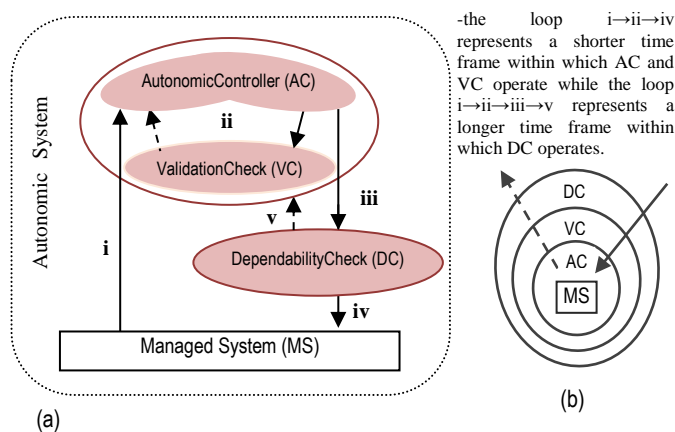 AutonomicController (AC)
ii
ValidationCheck (VC)
Autonomic System
i
v
iii
DependabilityCheck (DC)
iv
Managed System (MS)
(a)
-the loop i→ii→iv
represents a shorter time
frame within which AC and
VC operate while the loop
i→ii→iii→v represents a
longer time frame within
which DC operates.
DC
VC
AC
MS
(b)